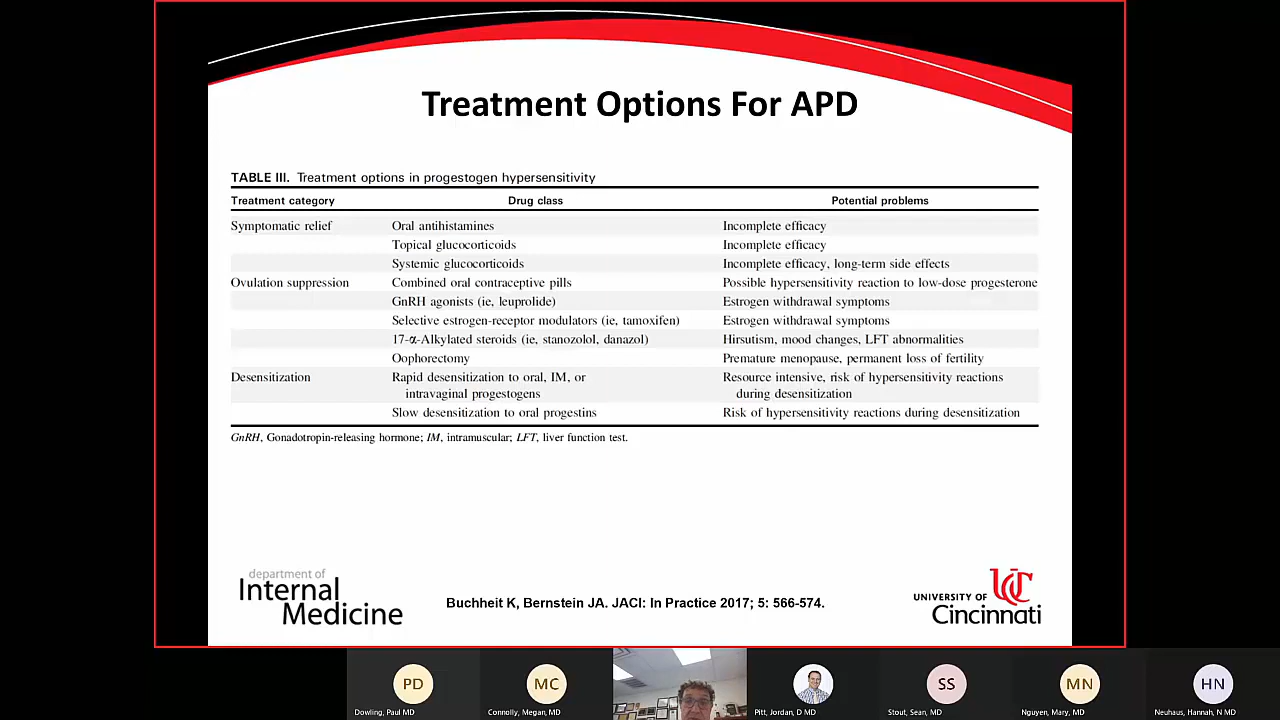 Treatment Options For APD
TABLE III. Treatment options in progestogen hypersensitivity
Treatment category Drug class Potential problems
Symptomatic relief Oral antihistamines Incomplete efficacy
Topical glucocorticoids Incomplete efficacy
Systemic glucocorticoids Incomplete efficacy, long-term side effects
Ovulation suppression Combined oral contraceptive pills Possible hypersensitivity reaction to low-dose progesterone
GnRH agonists (ie, leuprolide) Estrogen withdrawal symptoms
Selective estrogen-receptor modulators (ie, tamoxifen) Estrogen withdrawal symptoms
17-α-Alkylated steroids (ie, stanozolol, danazol) Hirsutism, mood changes, LFT abnormalities
Oophorectomy Premature menopause, permanent loss of fertility
Desensitization Rapid desensitization to oral, IM, or Resource intensive, risk of hypersensitivity reactions
intravaginal progestogens during desensitization
Slow desensitization to oral progestins Risk of hypersensitivity reactions during desensitization
GnRH, Gonadotropin-releasing hormone; IM, intramuscular; LFT, liver function test.
department of
Internal
Medicine
Buchheit K, Bernstein JA. JACI: In Practice 2017; 5: 566-574.
UC
UNIVERSITY OF
Cincinnati
PD
MC
SS
MN
HN
Dowling, Paul MD
Connolly, Megan, MD
Pitt, Jordan, D MD
Stout, Sean, MD
Nguyen, Mary, MD
Neuhaus, Hannah, N MD